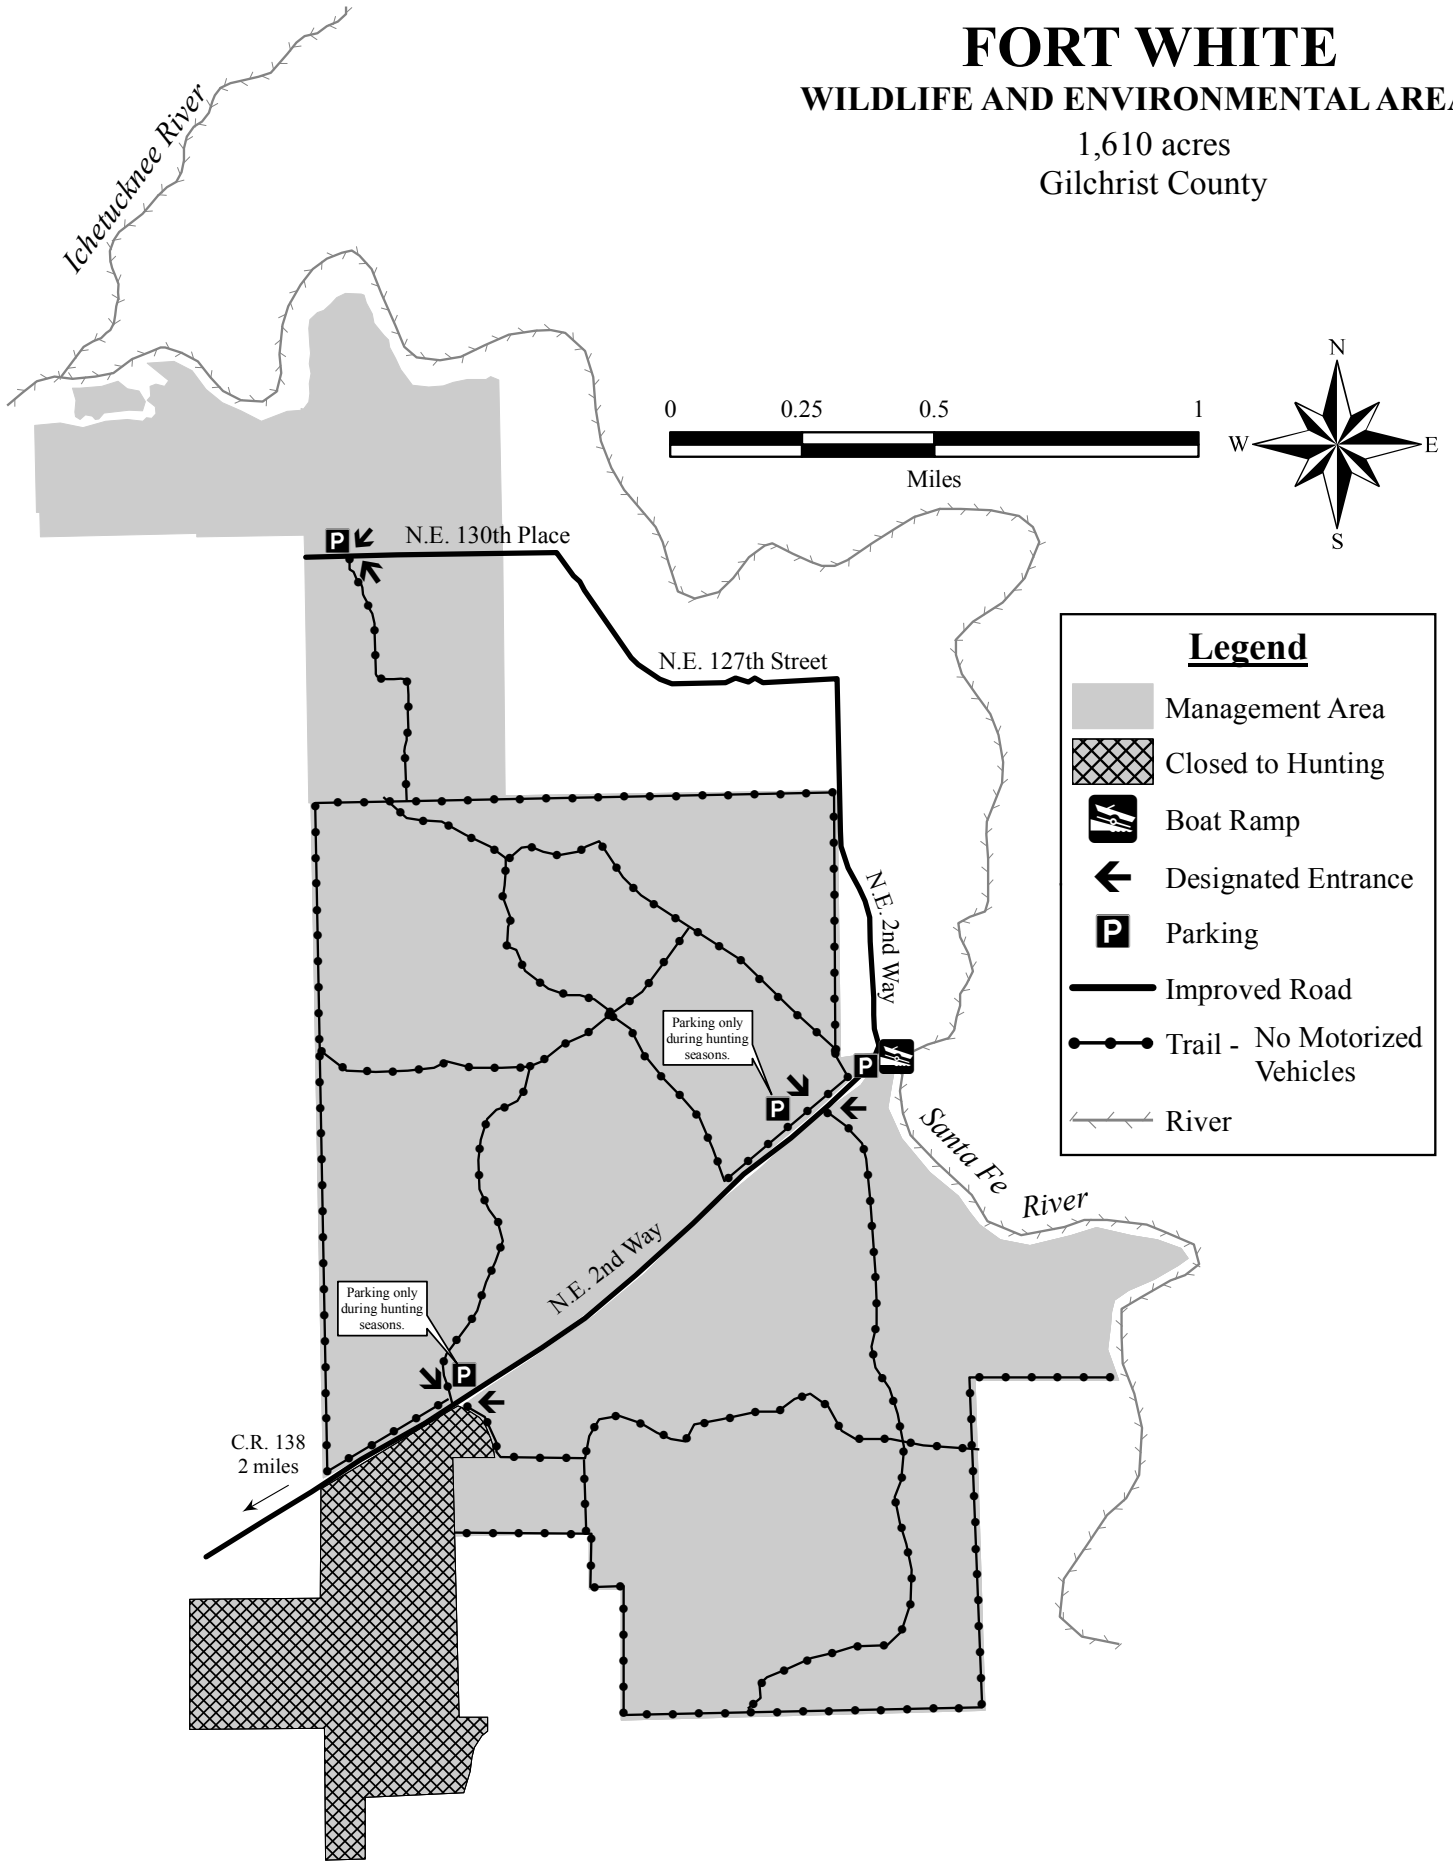 FORT WHITE
WILDLIFE AND ENVIRONMENTAL AREA
1,610 acres
Gilchrist County
Ichetucknee River
0 0.25 0.5 1
Miles
N
W E
S
P
N.E. 130th Place
N.E. 127th Street
Legend
Management Area
Closed to Hunting
Boat Ramp
Designated Entrance
P Parking
Improved Road
Trail - No Motorized
Vehicles
River
N.E. 2nd Way
Parking only
during hunting
seasons.
P
P
Santa Fe
River
N.E. 2nd Way
Parking only
during hunting
seasons.
P
C.R. 138
2 miles